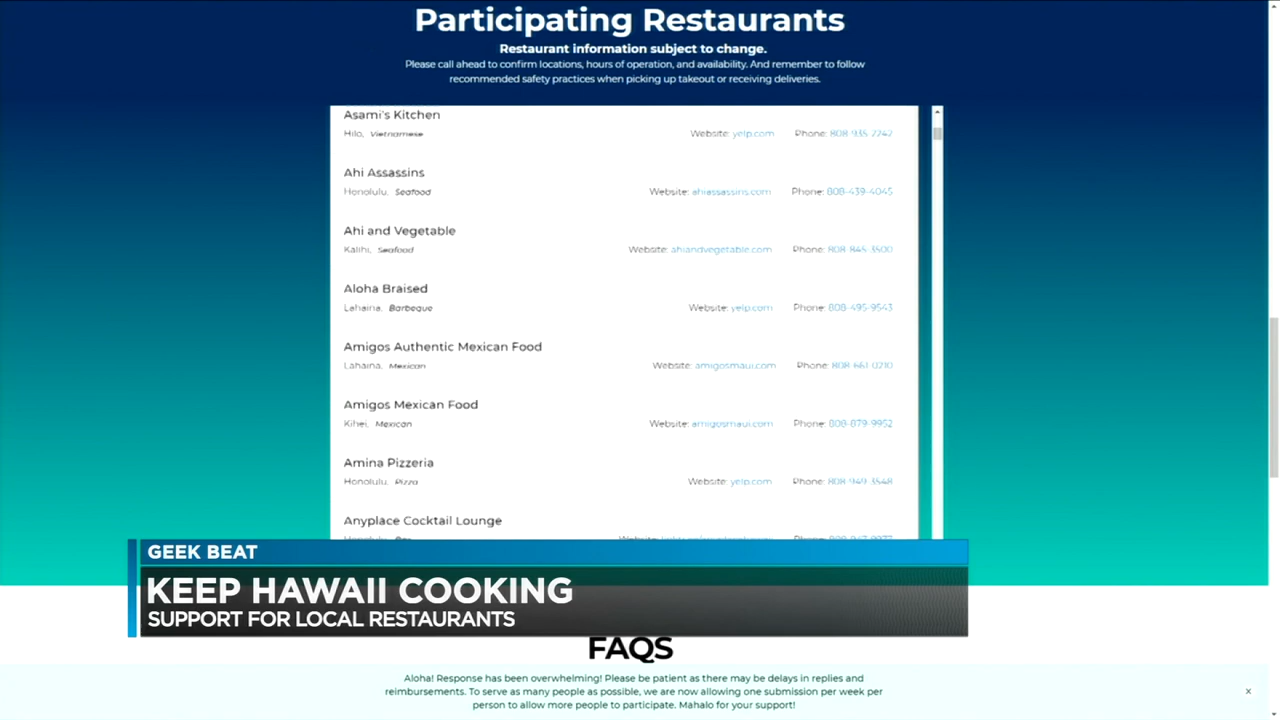 Participating Restaurants
Restaurant information subject to change.
Please call ahead to confirm locations, hours of operation, and availability. And remember to follow
recommended safety practices when picking up takeout or receiving deliveries.
Asami's Kitchen
Hilo, Vietnamese Website: yelp.com Phone: 808-935-7242
Ahi Assassins
Honolulu, Seafood Website: ahiassassins.com Phone: 808-439-4045
Ahi and Vegetable
Kalihi, Seafood Website: ahiandvegetable.com Phone: 808-845-3500
Aloha Braised
Lahaina, Barbeque Website: yelp.com Phone: 808-495-9543
Amigos Authentic Mexican Food
Lahaina, Mexican Website: amigosmaui.com Phone: 808-661-0210
Amigos Mexican Food
Kihei, Mexican Website: amigosmaui.com Phone: 808-879-9952
Amina Pizzeria
Honolulu, Pizza Website: yelp.com Phone: 808-949-3548
Anyplace Cocktail Lounge
GEEK BEAT
KEEP HAWAII COOKING
SUPPORT FOR LOCAL RESTAURANTS
FAQS
Aloha! Response has been overwhelming! Please be patient as there may be delays in replies and
reimbursements. To serve as many people as possible, we are now allowing one submission per week per
person to allow more people to participate. Mahalo for your support!